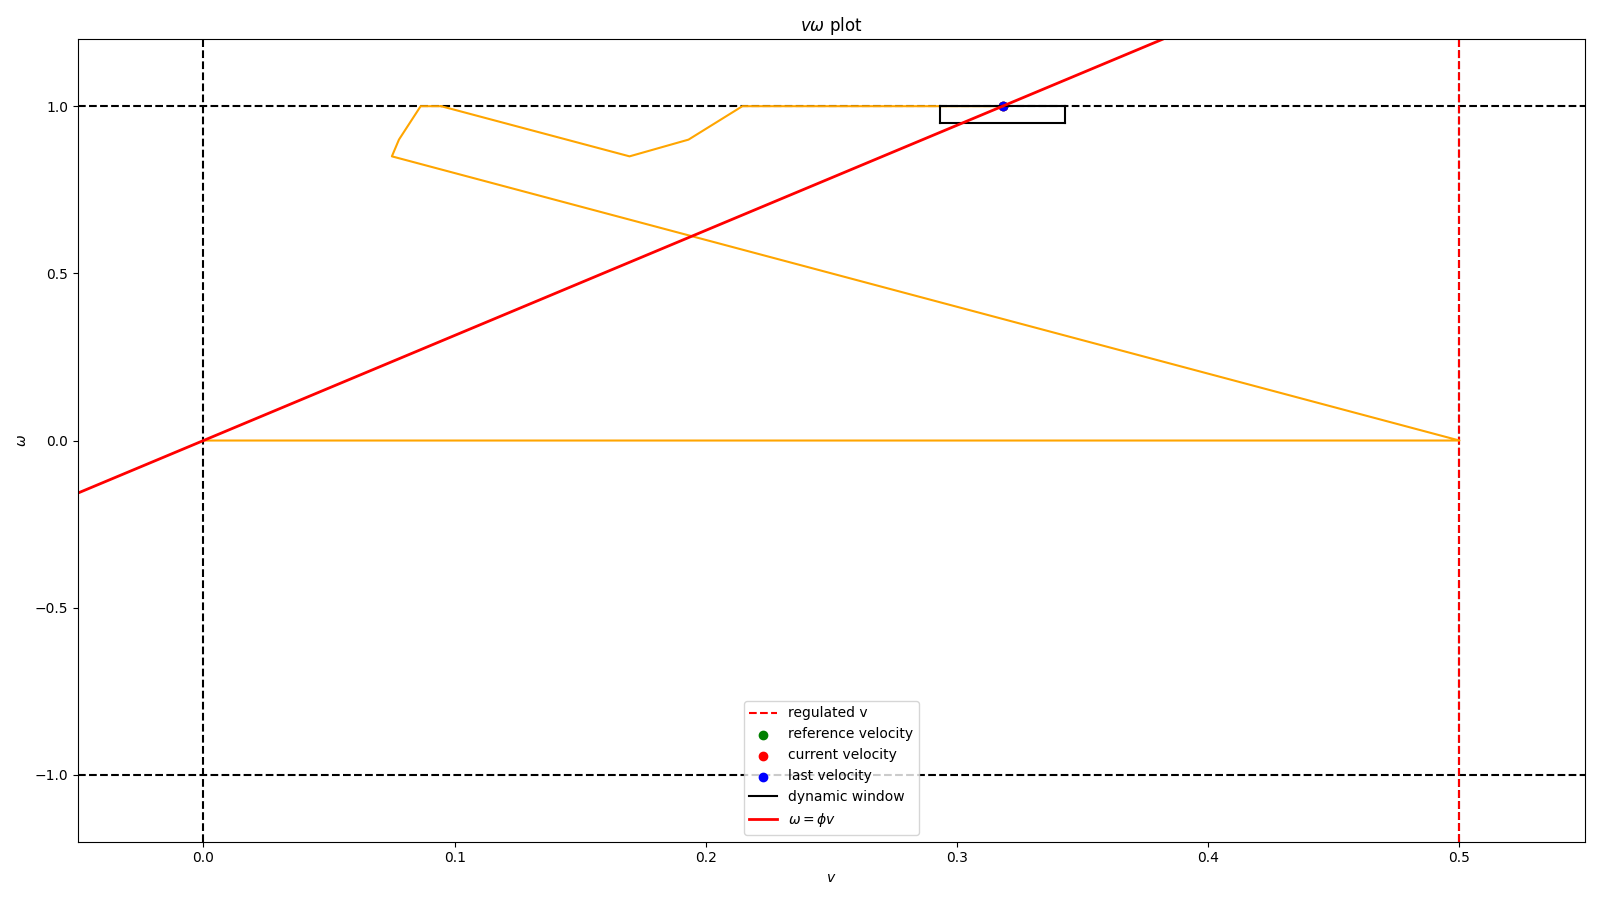 vω plot
1.0
0.5
0.0
−0.5
−1.0
ω
0.0 0.1 0.2 0.3 0.4 0.5
v
regulated v
reference velocity
current velocity
last velocity
dynamic window
ω = ϕv